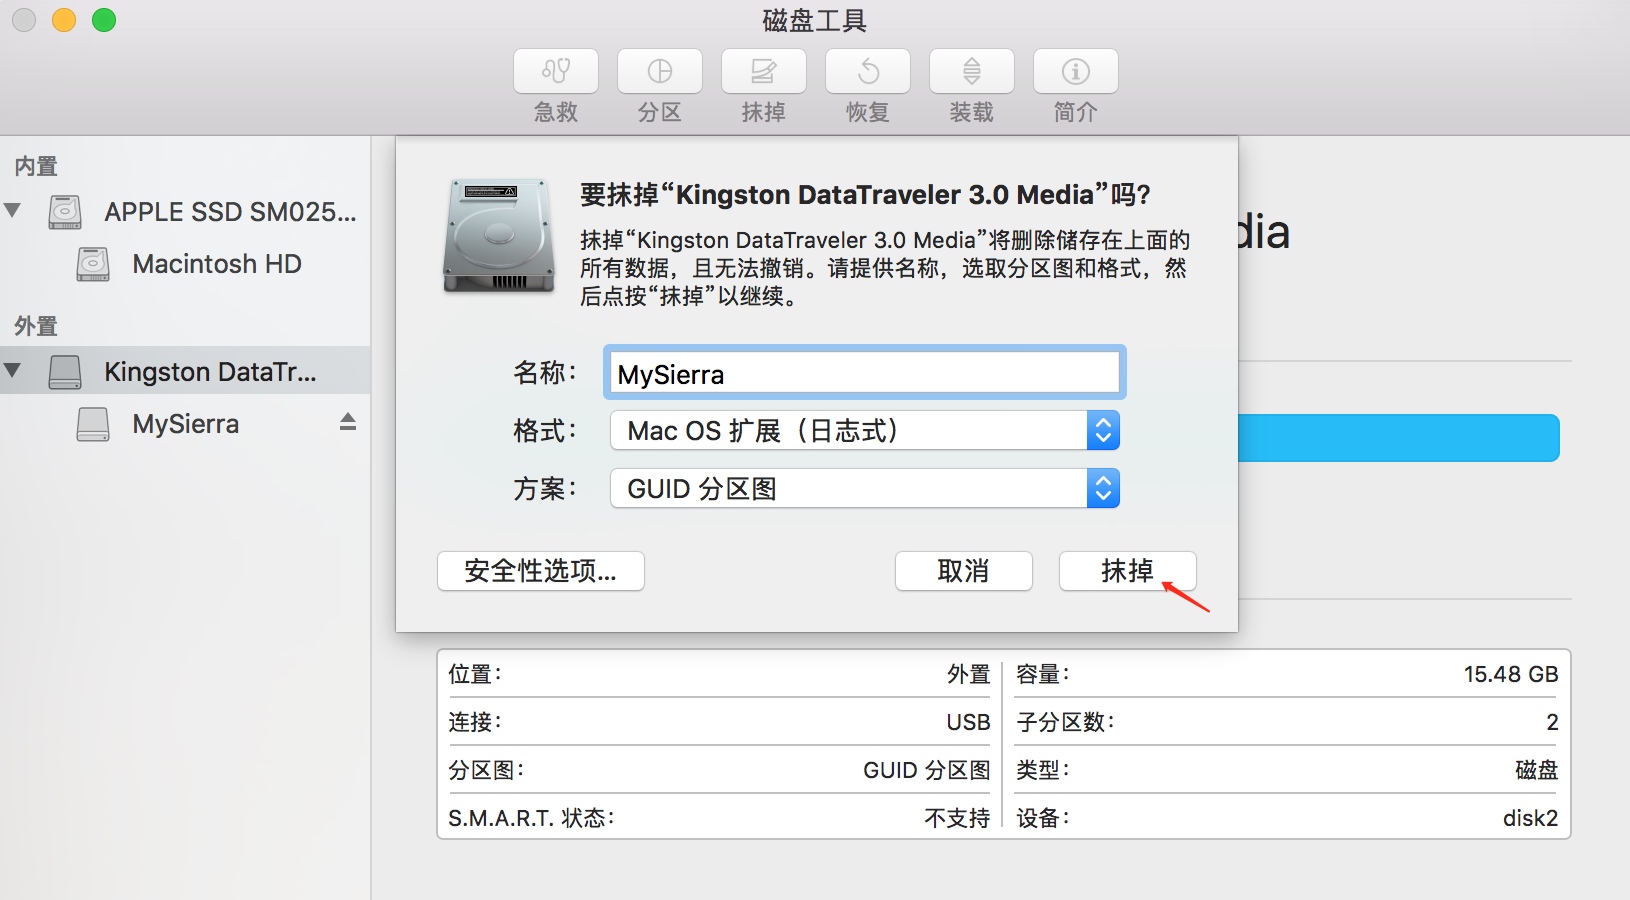 磁盘工具
急救
分区
抹掉
恢复
装载
简介
内置
APPLE SSD SM025...
Macintosh HD
外置
Kingston DataTr...
MySierra
要抹掉“Kingston DataTraveler 3.0 Media”吗?
抹掉“Kingston DataTraveler 3.0 Media”将删除储存在上面的
所有数据，且无法撤销。请提供名称，选取分区图和格式，然
后点按“抹掉”以继续。
dia
名称：
MySierra
格式：
Mac OS 扩展（日志式）
方案：
GUID 分区图
安全性选项...
取消
抹掉
位置：
外置
容量：
15.48 GB
连接：
USB
子分区数：
2
分区图：
GUID 分区图
类型：
磁盘
S.M.A.R.T. 状态：
不支持
设备：
disk2